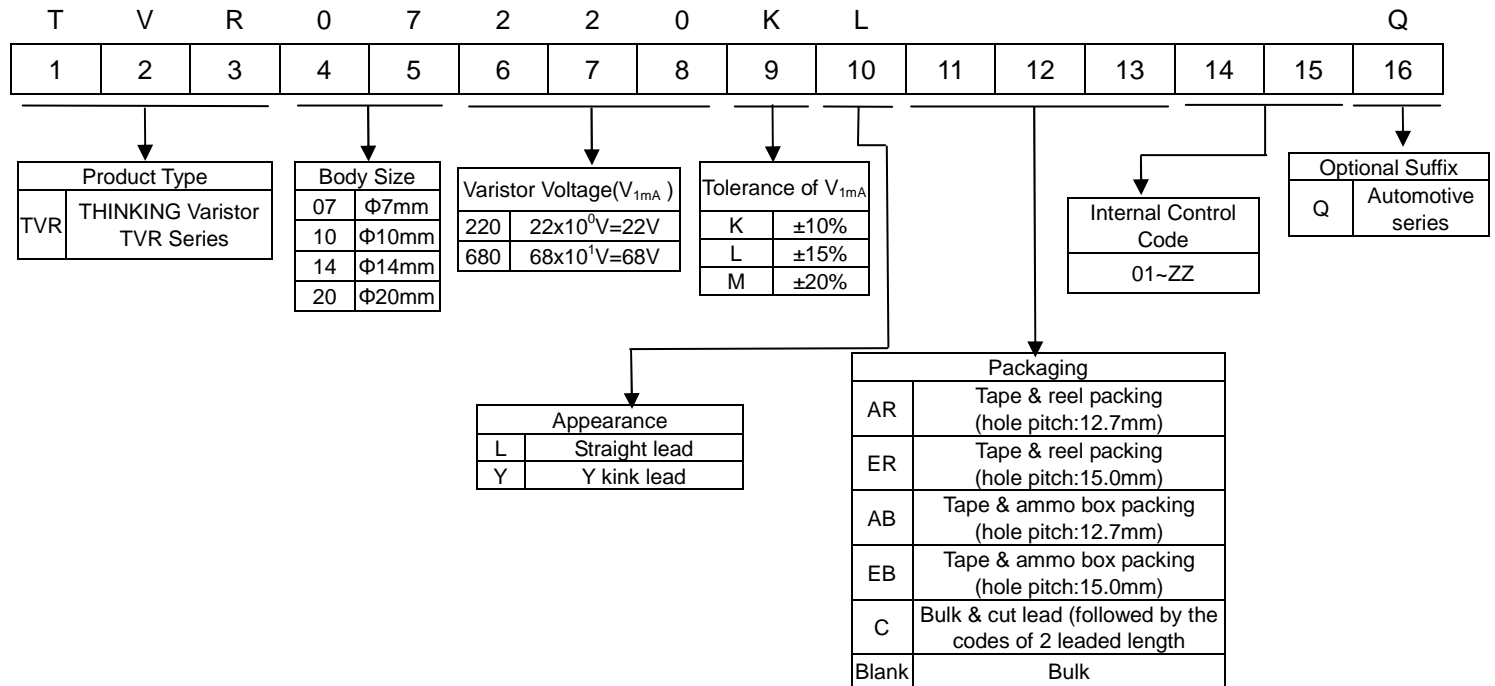 T V R 0 7 2 2 0 K L Q
1 2 3 4 5 6 7 8 9 10 11 12 13 14 15 16
Product Type
TVR THINKING Varistor
TVR Series
Body Size
07 Φ7mm
10 Φ10mm
14 Φ14mm
20 Φ20mm
Varistor Voltage(V1mA )
220 22x10⁰V=22V
680 68x10¹V=68V
Tolerance of V1mA
K ±10%
L ±15%
M ±20%
Internal Control
Code
01~ZZ
Optional Suffix
Q Automotive
series
Appearance
L Straight lead
Y Y kink lead
Packaging
AR Tape & reel packing
(hole pitch:12.7mm)
ER Tape & reel packing
(hole pitch:15.0mm)
AB Tape & ammo box packing
(hole pitch:12.7mm)
EB Tape & ammo box packing
(hole pitch:15.0mm)
C Bulk & cut lead (followed by the
codes of 2 leaded length
Blank Bulk